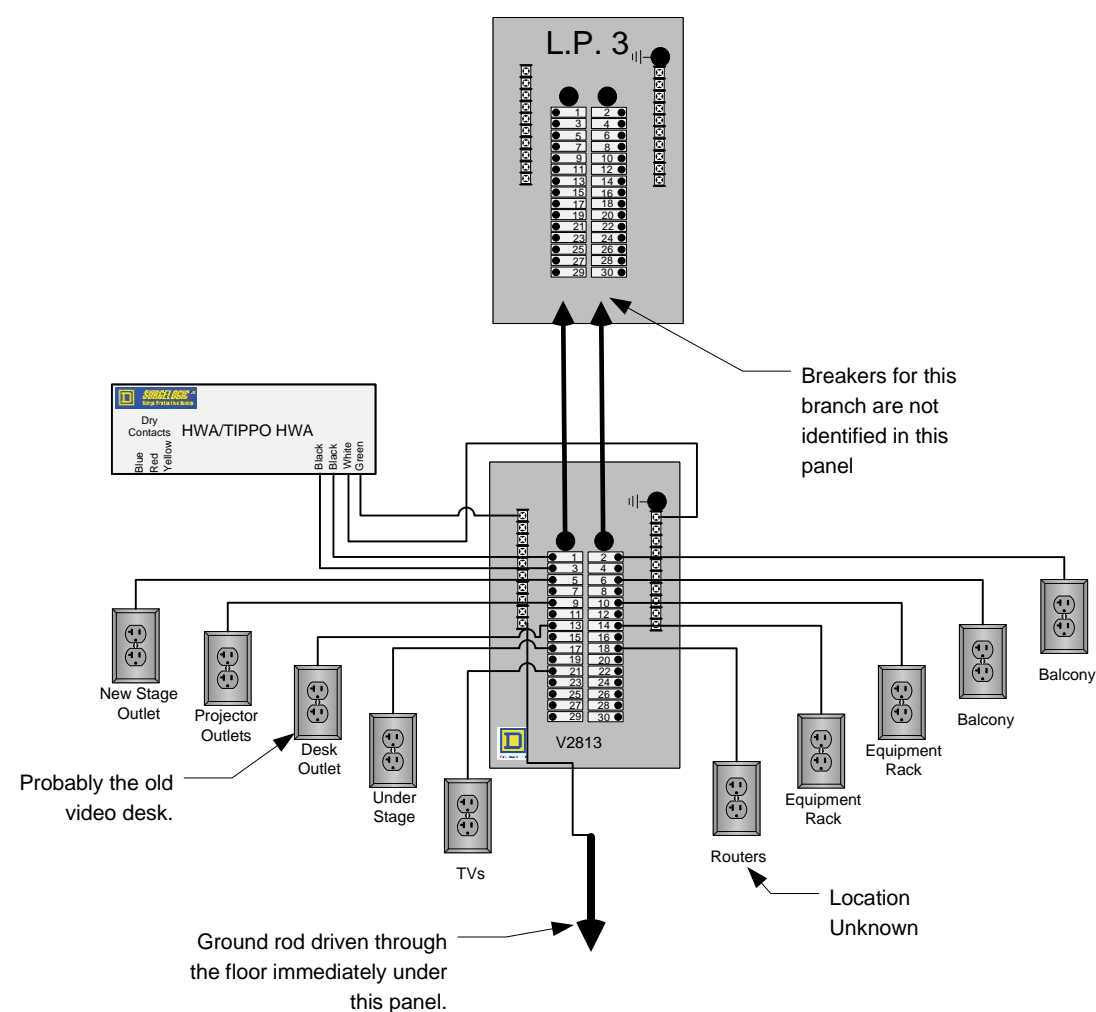 L.P. 3
1 2
3 4
5 6
7 8
9 10
11 12
13 14
15 16
17 18
19 20
21 22
23 24
25 26
27 28
29 30
Breakers for this
branch are not
identified in this
panel
SURGELOGIC
Dry
Contacts
HWA/TIPPO HWA
Blue
Red
Yellow
Black
Black
White
Green
1 2
3 4
5 6
7 8
9 10
11 12
13 14
15 16
17 18
19 20
21 22
23 24
25 26
27 28
29 30
V2813
New Stage
Outlet
Projector
Outlets
Desk
Outlet
Under
Stage
TVs
Balcony
Balcony
Equipment
Rack
Equipment
Rack
Routers
Probably the old
video desk.
Location
Unknown
Ground rod driven through
the floor immediately under
this panel.